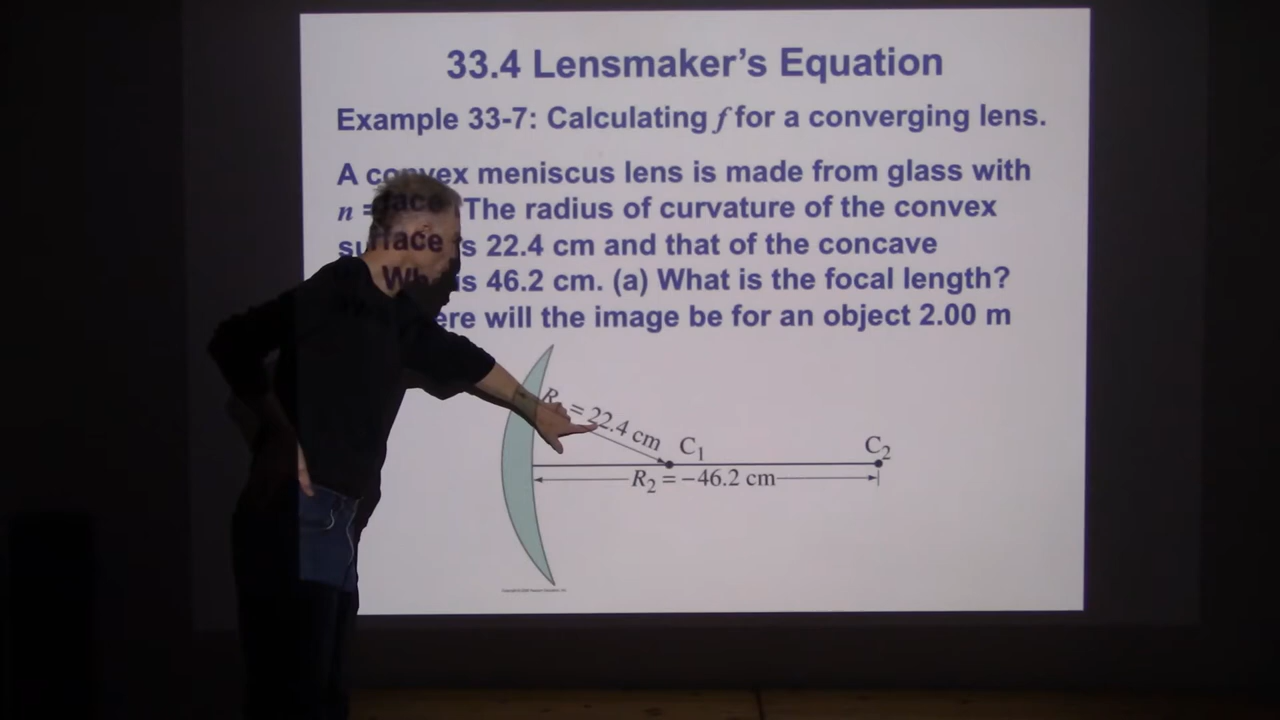 33.4 Lensmaker's Equation
Example 33-7: Calculating f for a converging lens.
A convex meniscus lens is made from glass with
n = The radius of curvature of the convex
surface is 22.4 cm and that of the concave
is 46.2 cm. (a) What is the focal length?
will the image be for an object 2.00 m
= 22.4 cm
C₁
C₂
R₂ = −46.2 cm